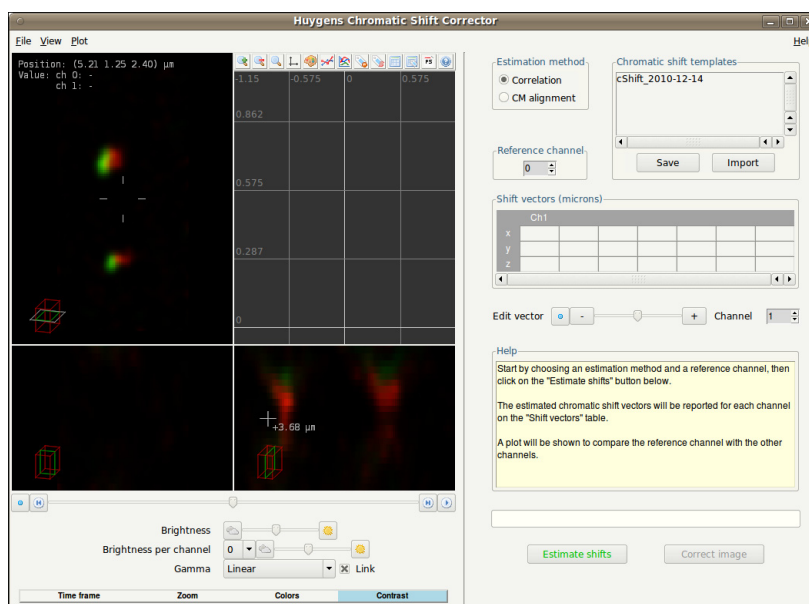 Huygens Chromatic Shift Corrector
File View Plot
Help
Position: (5.21 1.25 2.40) µm
Value: ch 0: -
ch 1: -
-1.15 -0.575 0 0.575
0.862
0.575
0.287
0
+3.68 µm
Brightness
Brightness per channel 0
Gamma Linear Link
Time frame Zoom Colors Contrast
Estimation method
Correlation
CM alignment
Chromatic shift templates
cShift_2010-12-14
Save Import
Reference channel
0
Shift vectors (microns)
Ch1
x
y
z
Edit vector - + Channel 1
Help
Start by choosing an estimation method and a reference channel, then
click on the "Estimate shifts" button below.
The estimated chromatic shift vectors will be reported for each channel
on the "Shift vectors" table.
A plot will be shown to compare the reference channel with the other
channels.
Estimate shifts Correct image